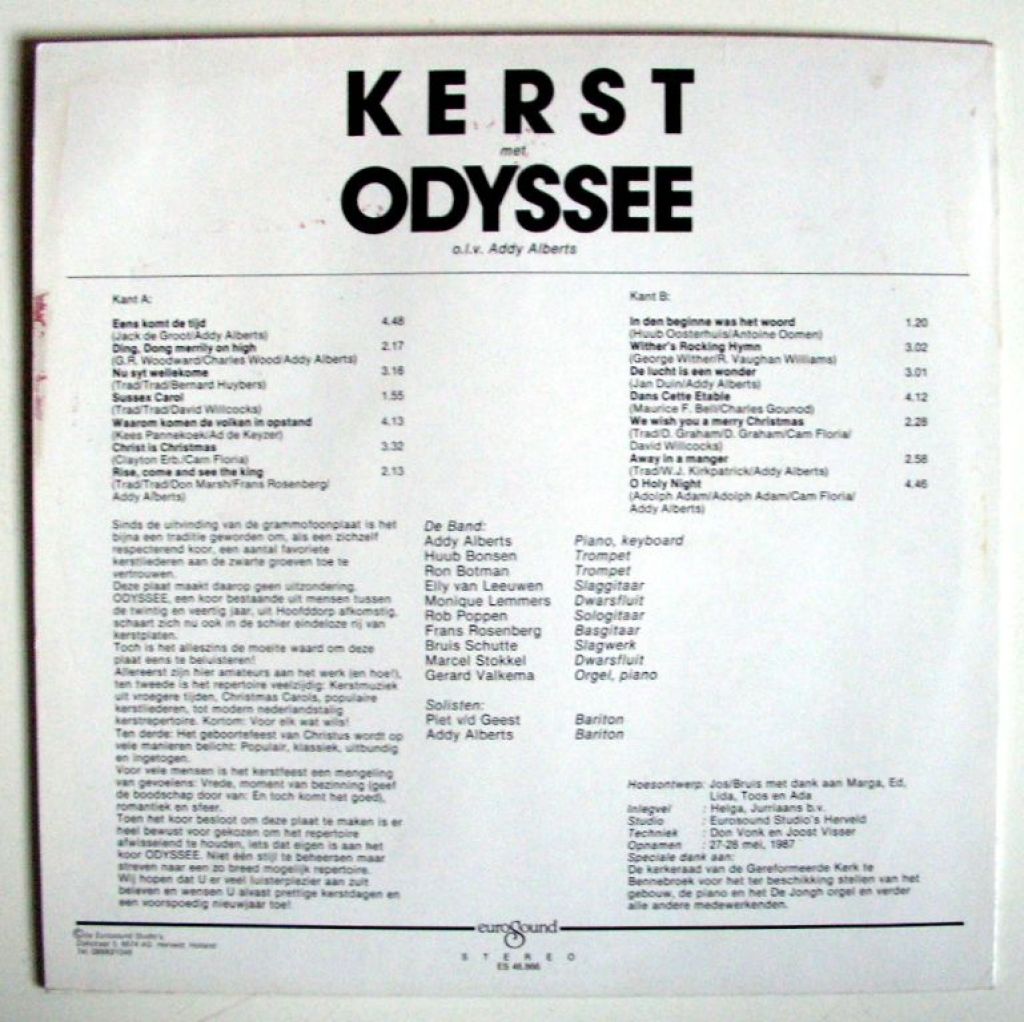 KERST
met
ODYSSEE
o.l.v. Addy Alberts
Kant A:
Eens komt de tijd 4.48
(Jack de Groot/Addy Alberts)
Ding, Dong merrily on high 2.17
(G.R. Woodward/Charles Wood/Addy Alberts)
Nu syt wellekome 3.16
(Trad/Trad/Bernard Huybers)
Sussex Carol 1.55
(Trad/Trad/David Willcocks)
Waarom komen de volken in opstand 4.13
(Kees Pannekoek/Ad de Keyzer)
Christ is Christmas 3.32
(Clayton Erb./Cam Floria)
Rise, come and see the king 2.13
(Trad/Trad/Don Marsh/Frans Rosenberg/
Addy Alberts)
Kant B:
In den beginne was het woord 1.20
(Huub Oosterhuis/Antoine Oomen)
Wither's Rocking Hymn 3.02
(George Wither/R. Vaughan Williams)
De lucht is een wonder 3.01
(Jan Duin/Addy Alberts)
Dans Cette Etable 4.12
(Maurice F. Bell/Charles Gounod)
We wish you a merry Christmas 2.28
(Trad/D. Graham/D. Graham/Cam Floria/
David Willcocks)
Away in a manger 2.58
(Trad/W.J. Kirkpatrick/Addy Alberts)
O Holy Night 4.46
(Adolph Adam/Adolph Adam/Cam Floria/
Addy Alberts)
Sinds de uitvinding van de grammofoonplaat is het
bijna een traditie geworden om, als een zichzelf
respecterend koor, een aantal favoriete
kerstliederen aan de zwarte groeven toe te
vertrouwen.
Deze plaat maakt daarop geen uitzondering.
ODYSSEE, een koor bestaande uit mensen tussen
de twintig en veertig jaar, uit Hoofddorp afkomstig,
schaart zich nu ook in de schier eindeloze rij van
kerstplaten.
Toch is het alleszins de moeite waard om deze
plaat eens te beluisteren!
Allereerst zijn hier amateurs aan het werk (en hoe!),
ten tweede is het repertoire veelzijdig: Kerstmuziek
uit vroegere tijden, Christmas Carols, populaire
kerstliederen, tot modern nederlandstalig
kerstrepertoire. Kortom: Voor elk wat wils!
Ten derde: Het geboortefeest van Christus wordt op
vele manieren belicht: Populair, klassiek, uitbundig
en ingetogen.
Voor vele mensen is het kerstfeest een mengeling
van gevoelens: Vrede, moment van bezinning (geef
de boodschap door van: En toch komt het goed),
romantiek en sfeer.
Toen het koor besloot om deze plaat te maken is er
heel bewust voor gekozen om het repertoire
afwisselend te houden, iets dat eigen is aan het
koor ODYSSEE. Niet één stijl te beheersen maar
streven naar een zo breed mogelijk repertoire.
Wij hopen dat U er veel luisterplezier aan zult
beleven en wensen U alvast prettige kerstdagen en
een voorspoedig nieuwjaar toe!
De Band:
Addy Alberts Piano, keyboard
Huub Bonsen Trompet
Ron Botman Trompet
Elly van Leeuwen Slaggitaar
Monique Lemmers Dwarsfluit
Rob Poppen Sologitaar
Frans Rosenberg Basgitaar
Bruis Schutte Slagwerk
Marcel Stokkel Dwarsfluit
Gerard Valkema Orgel, piano
Solisten:
Piet v/d Geest Bariton
Addy Alberts Bariton
Hoesontwerp: Jos/Bruis met dank aan Marga, Ed,
Lida, Toos en Ada
Inlegvel : Helga, Jurriaans b.v.
Studio : Eurosound Studio's Herveld
Techniek : Don Vonk en Joost Visser
Opnamen : 27-28 mei, 1987
Speciale dank aan:
De kerkeraad van de Gereformeerde Kerk te
Bennebroek voor het ter beschikking stellen van het
gebouw, de piano en het De Jongh orgel en verder
alle andere medewerkenden.
euroSound
STEREO
ES 46.866
Eurosound Studio's
6674 AG Herveld, Holland